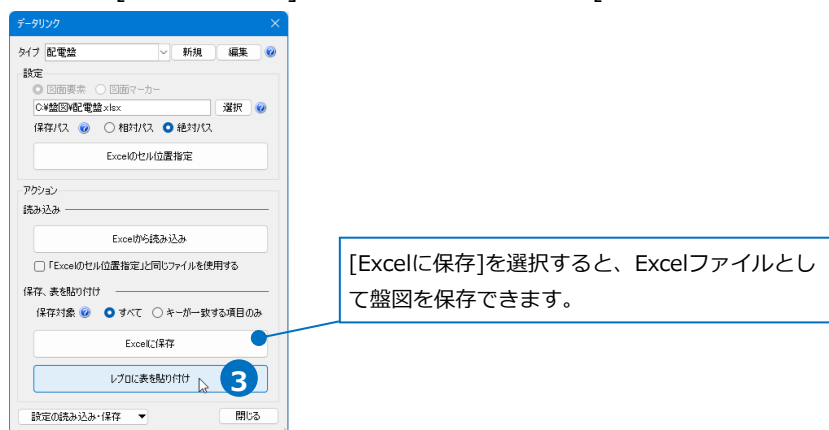 データリンク
タイプ 配電盤 新規 編集
設定
図面要素 図面マーカー
C:¥盤図¥配電盤.xlsx 選択
保存パス 相対パス 絶対パス
Excelのセル位置指定
アクション
読み込み
Excelから読み込み
「Excelのセル位置指定」と同じファイルを使用する
保存、表を貼り付け
保存対象 すべて キーが一致する項目のみ
Excelに保存
レブロに表を貼り付け 3
設定の読み込み・保存 閉じる
[Excelに保存]を選択すると、Excelファイルとし
て盤図を保存できます。